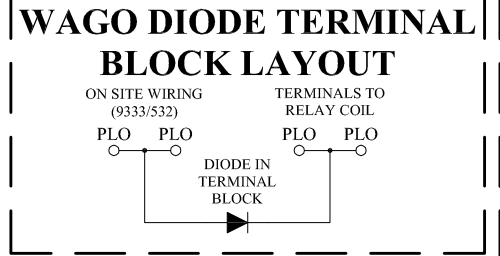 WAGO DIODE TERMINAL
BLOCK LAYOUT
ON SITE WIRING
(9333/532)
TERMINALS TO
RELAY COIL
PLO PLO
PLO PLO
DIODE IN
TERMINAL
BLOCK